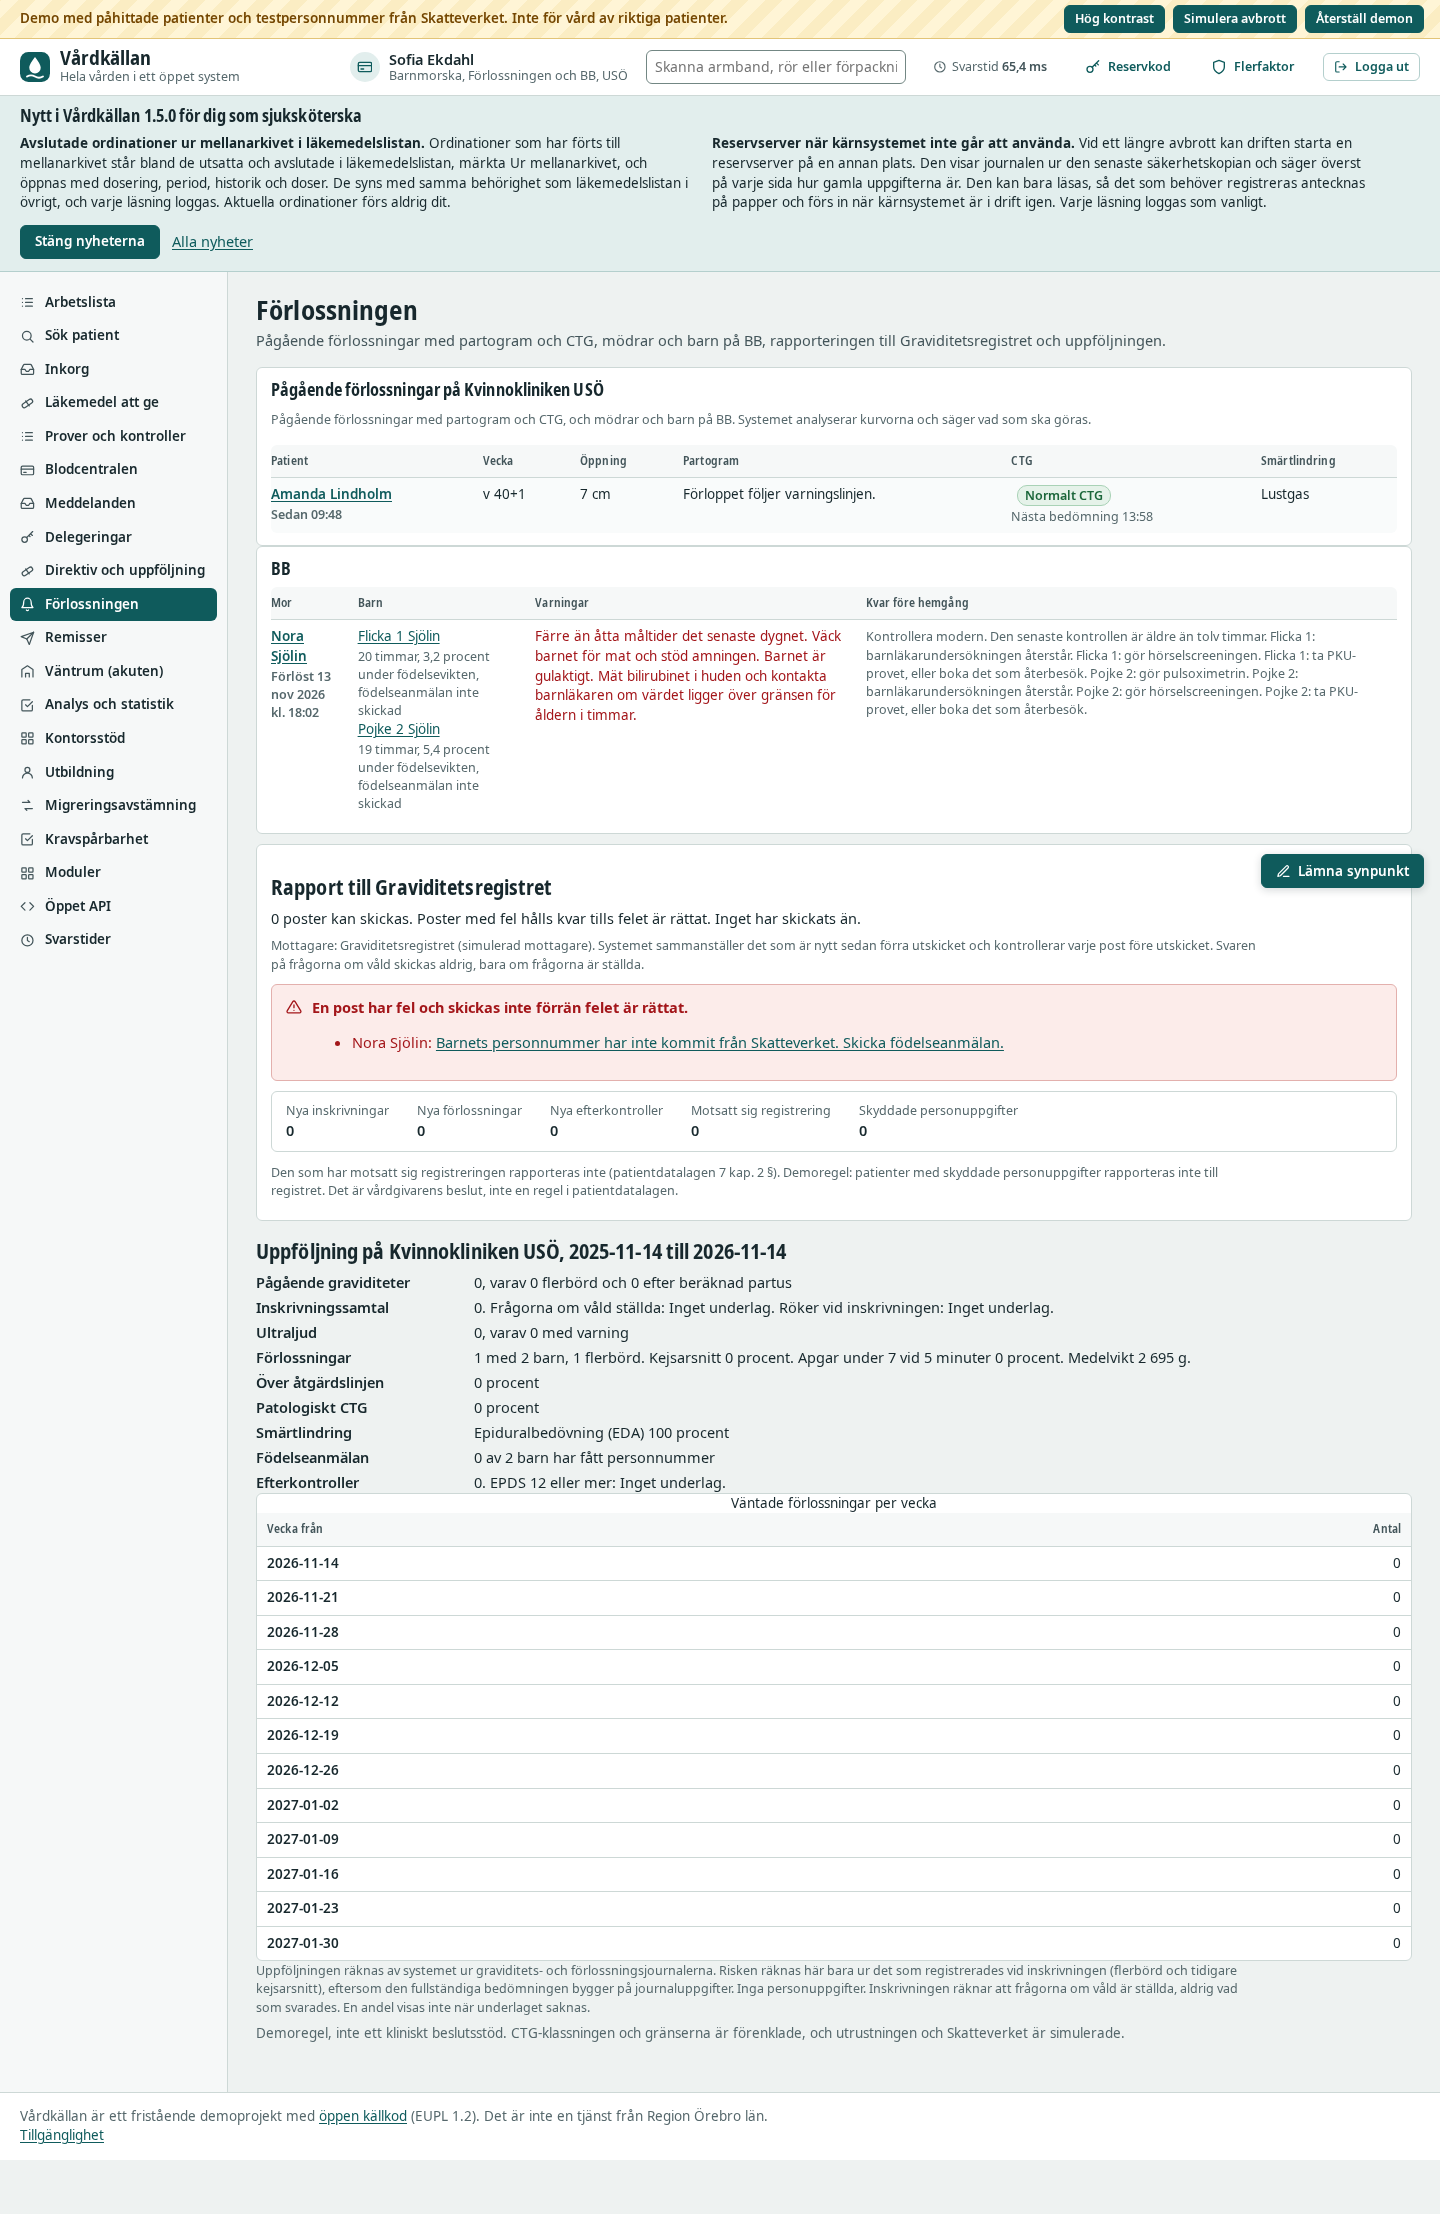 Demo med påhittade patienter och testpersonnummer från Skatteverket. Inte för vård av riktiga patienter.
Hög kontrast
Simulera avbrott
Återställ demon
Vårdkällan
Hela vården i ett öppet system
Sofia Ekdahl
Barnmorska, Förlossningen och BB, USÖ
Skanna armband, rör eller förpackni
Svarstid 65,4 ms
Reservkod
Flerfaktor
Logga ut
Nytt i Vårdkällan 1.5.0 för dig som sjuksköterska
Avslutade ordinationer ur mellanarkivet i läkemedelslistan. Ordinationer som har förts till
mellanarkivet står bland de utsatta och avslutade i läkemedelslistan, märkta Ur mellanarkivet, och
öppnas med dosering, period, historik och doser. De syns med samma behörighet som läkemedelslistan i
övrigt, och varje läsning loggas. Aktuella ordinationer förs aldrig dit.
Reservserver när kärnsystemet inte går att använda. Vid ett längre avbrott kan driften starta en
reservserver på en annan plats. Den visar journalen ur den senaste säkerhetskopian och säger överst
på varje sida hur gamla uppgifterna är. Den kan bara läsas, så det som behöver registreras antecknas
på papper och förs in när kärnsystemet är i drift igen. Varje läsning loggas som vanligt.
Stäng nyheterna
Alla nyheter
Arbetslista
Sök patient
Inkorg
Läkemedel att ge
Prover och kontroller
Blodcentralen
Meddelanden
Delegeringar
Direktiv och uppföljning
Förlossningen
Remisser
Väntrum (akuten)
Analys och statistik
Kontorsstöd
Utbildning
Migreringsavstämning
Kravspårbarhet
Moduler
Öppet API
Svarstider
Förlossningen
Pågående förlossningar med partogram och CTG, mödrar och barn på BB, rapporteringen till Graviditetsregistret och uppföljningen.
Pågående förlossningar på Kvinnokliniken USÖ
Pågående förlossningar med partogram och CTG, och mödrar och barn på BB. Systemet analyserar kurvorna och säger vad som ska göras.
Patient
Vecka
Öppning
Partogram
CTG
Smärtlindring
Amanda Lindholm
Sedan 09:48
v 40+1
7 cm
Förloppet följer varningslinjen.
Normalt CTG
Nästa bedömning 13:58
Lustgas
BB
Mor
Barn
Varningar
Kvar före hemgång
Nora
Sjölin
Förlöst 13
nov 2026
kl. 18:02
Flicka 1 Sjölin
20 timmar, 3,2 procent
under födelsevikten,
födelseanmälan inte
skickad
Pojke 2 Sjölin
19 timmar, 5,4 procent
under födelsevikten,
födelseanmälan inte
skickad
Färre än åtta måltider det senaste dygnet. Väck
barnet för mat och stöd amningen. Barnet är
gulaktigt. Mät bilirubinet i huden och kontakta
barnläkaren om värdet ligger över gränsen för
åldern i timmar.
Kontrollera modern. Den senaste kontrollen är äldre än tolv timmar. Flicka 1:
barnläkarundersökningen återstår. Flicka 1: gör hörselscreeningen. Flicka 1: ta PKU-
provet, eller boka det som återbesök. Pojke 2: gör pulsoximetrin. Pojke 2:
barnläkarundersökningen återstår. Pojke 2: gör hörselscreeningen. Pojke 2: ta PKU-
provet, eller boka det som återbesök.
Lämna synpunkt
Rapport till Graviditetsregistret
0 poster kan skickas. Poster med fel hålls kvar tills felet är rättat. Inget har skickats än.
Mottagare: Graviditetsregistret (simulerad mottagare). Systemet sammanställer det som är nytt sedan förra utskicket och kontrollerar varje post före utskicket. Svaren
på frågorna om våld skickas aldrig, bara om frågorna är ställda.
En post har fel och skickas inte förrän felet är rättat.
• Nora Sjölin: Barnets personnummer har inte kommit från Skatteverket. Skicka födelseanmälan.
Nya inskrivningar
0
Nya förlossningar
0
Nya efterkontroller
0
Motsatt sig registrering
0
Skyddade personuppgifter
0
Den som har motsatt sig registreringen rapporteras inte (patientdatalagen 7 kap. 2 §). Demoregel: patienter med skyddade personuppgifter rapporteras inte till
registret. Det är vårdgivarens beslut, inte en regel i patientdatalagen.
Uppföljning på Kvinnokliniken USÖ, 2025-11-14 till 2026-11-14
Pågående graviditeter 0, varav 0 flerbörd och 0 efter beräknad partus
Inskrivningssamtal 0. Frågorna om våld ställda: Inget underlag. Röker vid inskrivningen: Inget underlag.
Ultraljud 0, varav 0 med varning
Förlossningar 1 med 2 barn, 1 flerbörd. Kejsarsnitt 0 procent. Apgar under 7 vid 5 minuter 0 procent. Medelvikt 2 695 g.
Över åtgärdslinjen 0 procent
Patologiskt CTG 0 procent
Smärtlindring Epiduralbedövning (EDA) 100 procent
Födelseanmälan 0 av 2 barn har fått personnummer
Efterkontroller 0. EPDS 12 eller mer: Inget underlag.
Väntade förlossningar per vecka
Vecka från Antal
2026-11-14 0
2026-11-21 0
2026-11-28 0
2026-12-05 0
2026-12-12 0
2026-12-19 0
2026-12-26 0
2027-01-02 0
2027-01-09 0
2027-01-16 0
2027-01-23 0
2027-01-30 0
Uppföljningen räknas av systemet ur graviditets- och förlossningsjournalerna. Risken räknas här bara ur det som registrerades vid inskrivningen (flerbörd och tidigare
kejsarsnitt), eftersom den fullständiga bedömningen bygger på journaluppgifter. Inga personuppgifter. Inskrivningen räknar att frågorna om våld är ställda, aldrig vad
som svarades. En andel visas inte när underlaget saknas.
Demoregel, inte ett kliniskt beslutsstöd. CTG-klassningen och gränserna är förenklade, och utrustningen och Skatteverket är simulerade.
Vårdkällan är ett fristående demoprojekt med öppen källkod (EUPL 1.2). Det är inte en tjänst från Region Örebro län.
Tillgänglighet